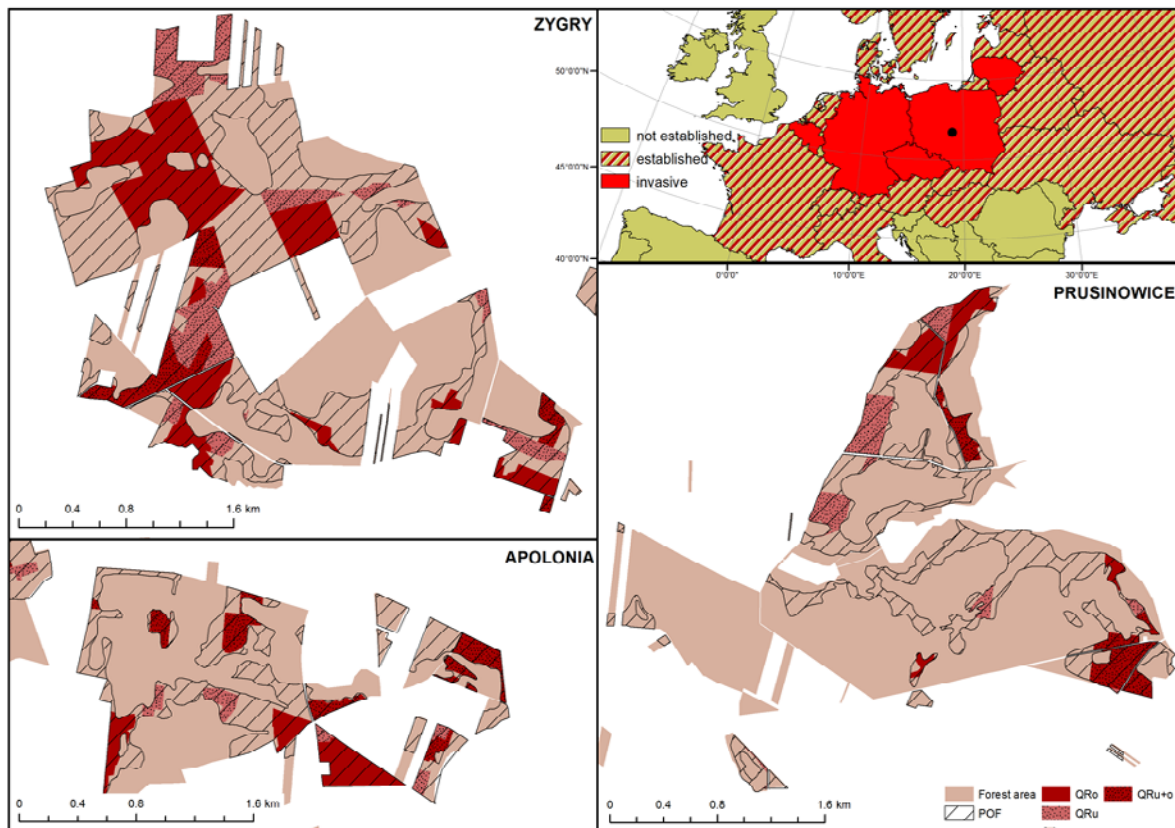 ZYGRY
0 0.4 0.8 1.6 km
50°0'0"N
45°0'0"N
40°0'0"N
not established
established
invasive
0°0'0" 10°0'0"E 20°0'0"E 30°0'0"E
APOLONIA
0 0.4 0.8 1.6 km
PRUSINOWICE
Forest area QRo QRu+o
POF QRu
0 0.4 0.8 1.6 km